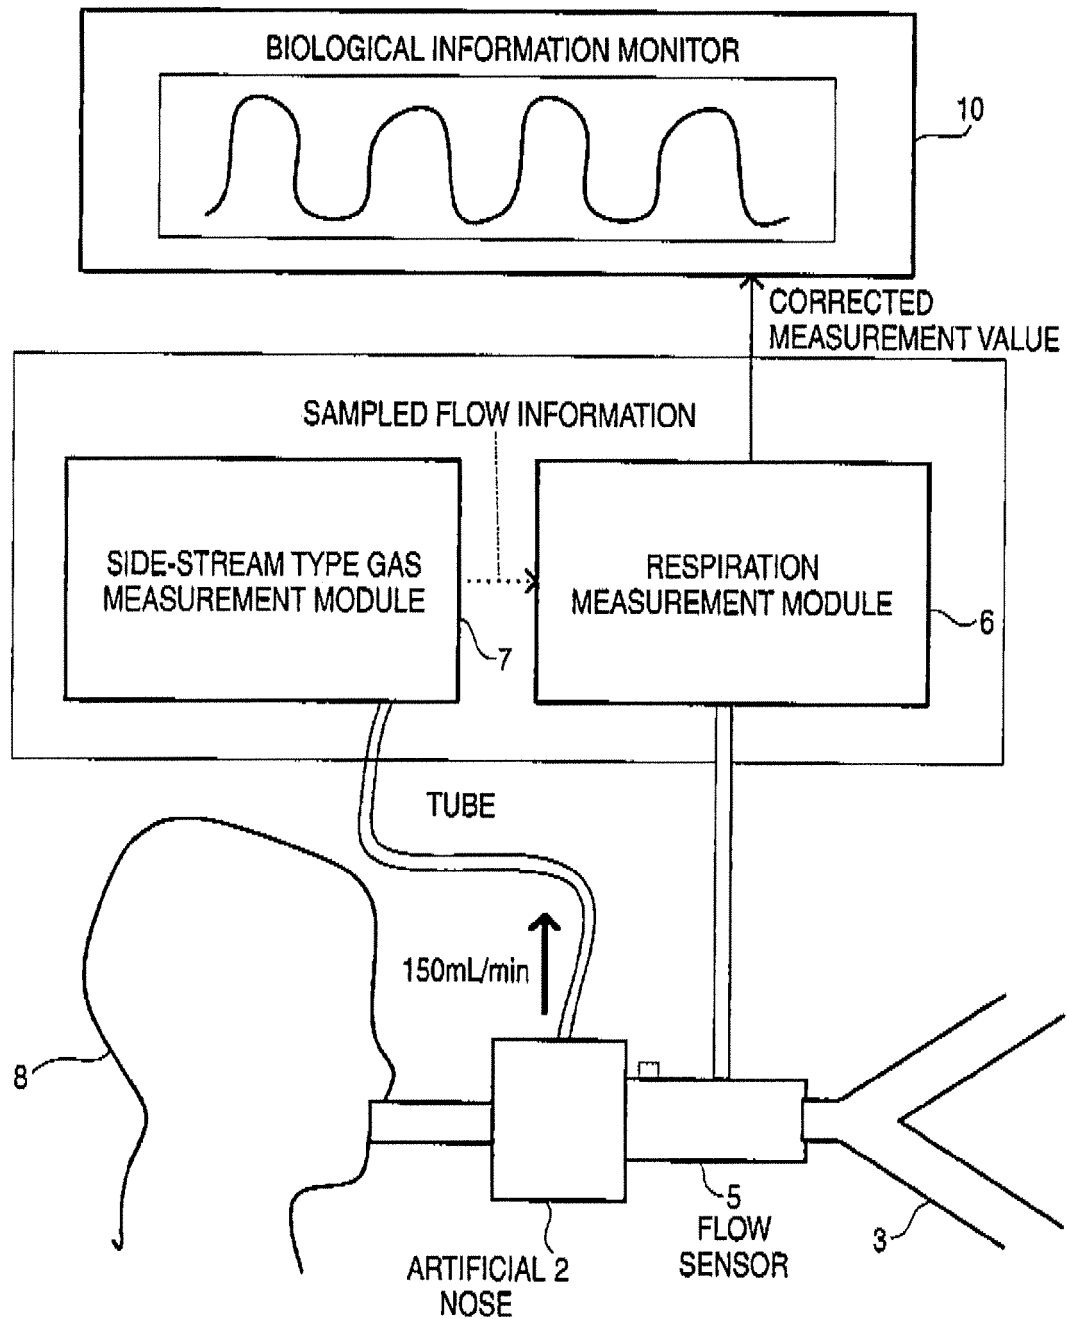 BIOLOGICAL INFORMATION MONITOR
10
CORRECTED
MEASUREMENT VALUE
SAMPLED FLOW INFORMATION
SIDE-STREAM TYPE GAS
MEASUREMENT MODULE
RESPIRATION
MEASUREMENT MODULE
7
6
TUBE
150mL/min
8
5
FLOW
SENSOR
3
ARTIFICIAL 2
NOSE